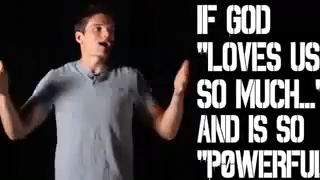 IF GOD
"LOVES US
SO MUCH..."
AND IS SO
"POWERFUL